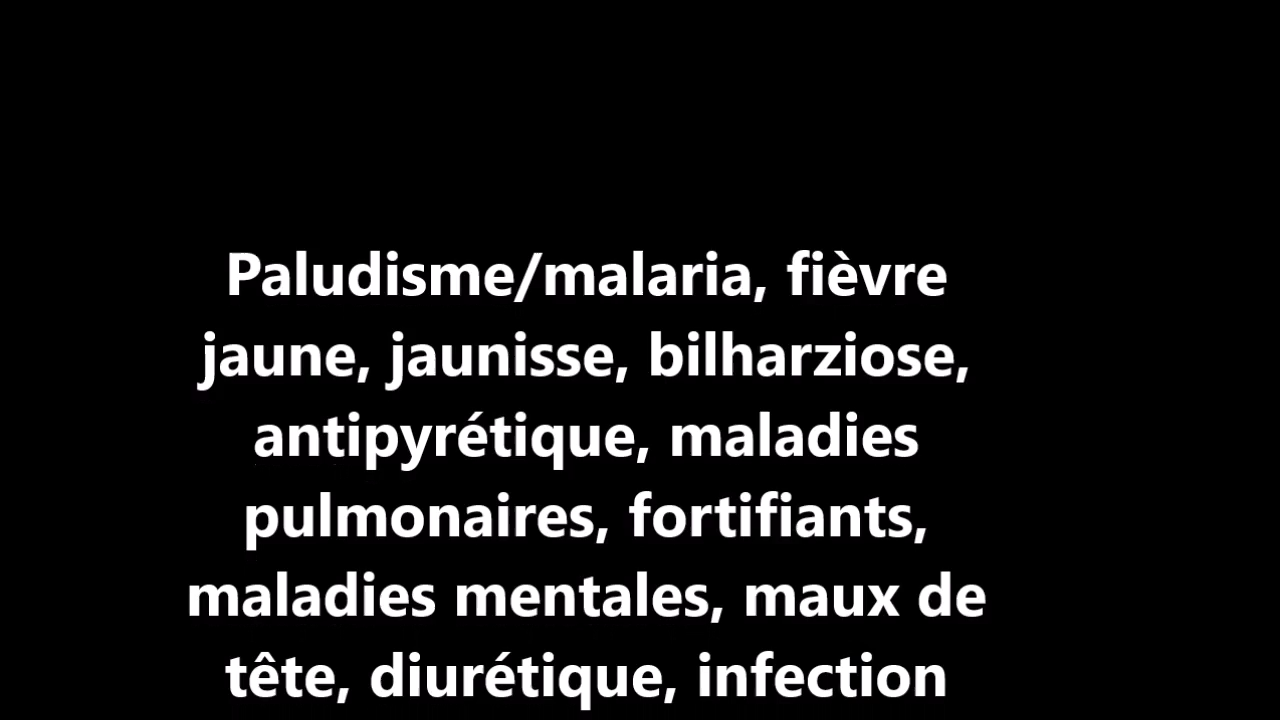 Paludisme/malaria, fièvre
jaune, jaunisse, bilharziose,
antipyrétique, maladies
pulmonaires, fortifiants,
maladies mentales, maux de
tête, diurétique, infection